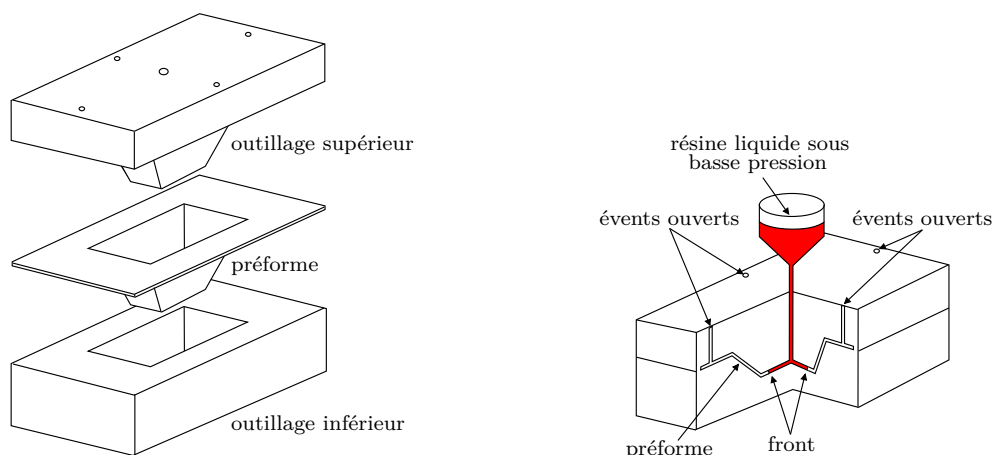 outillage supérieur
préforme
outillage inférieur
résine liquide sous
basse pression
évents ouverts
évents ouverts
préforme
front